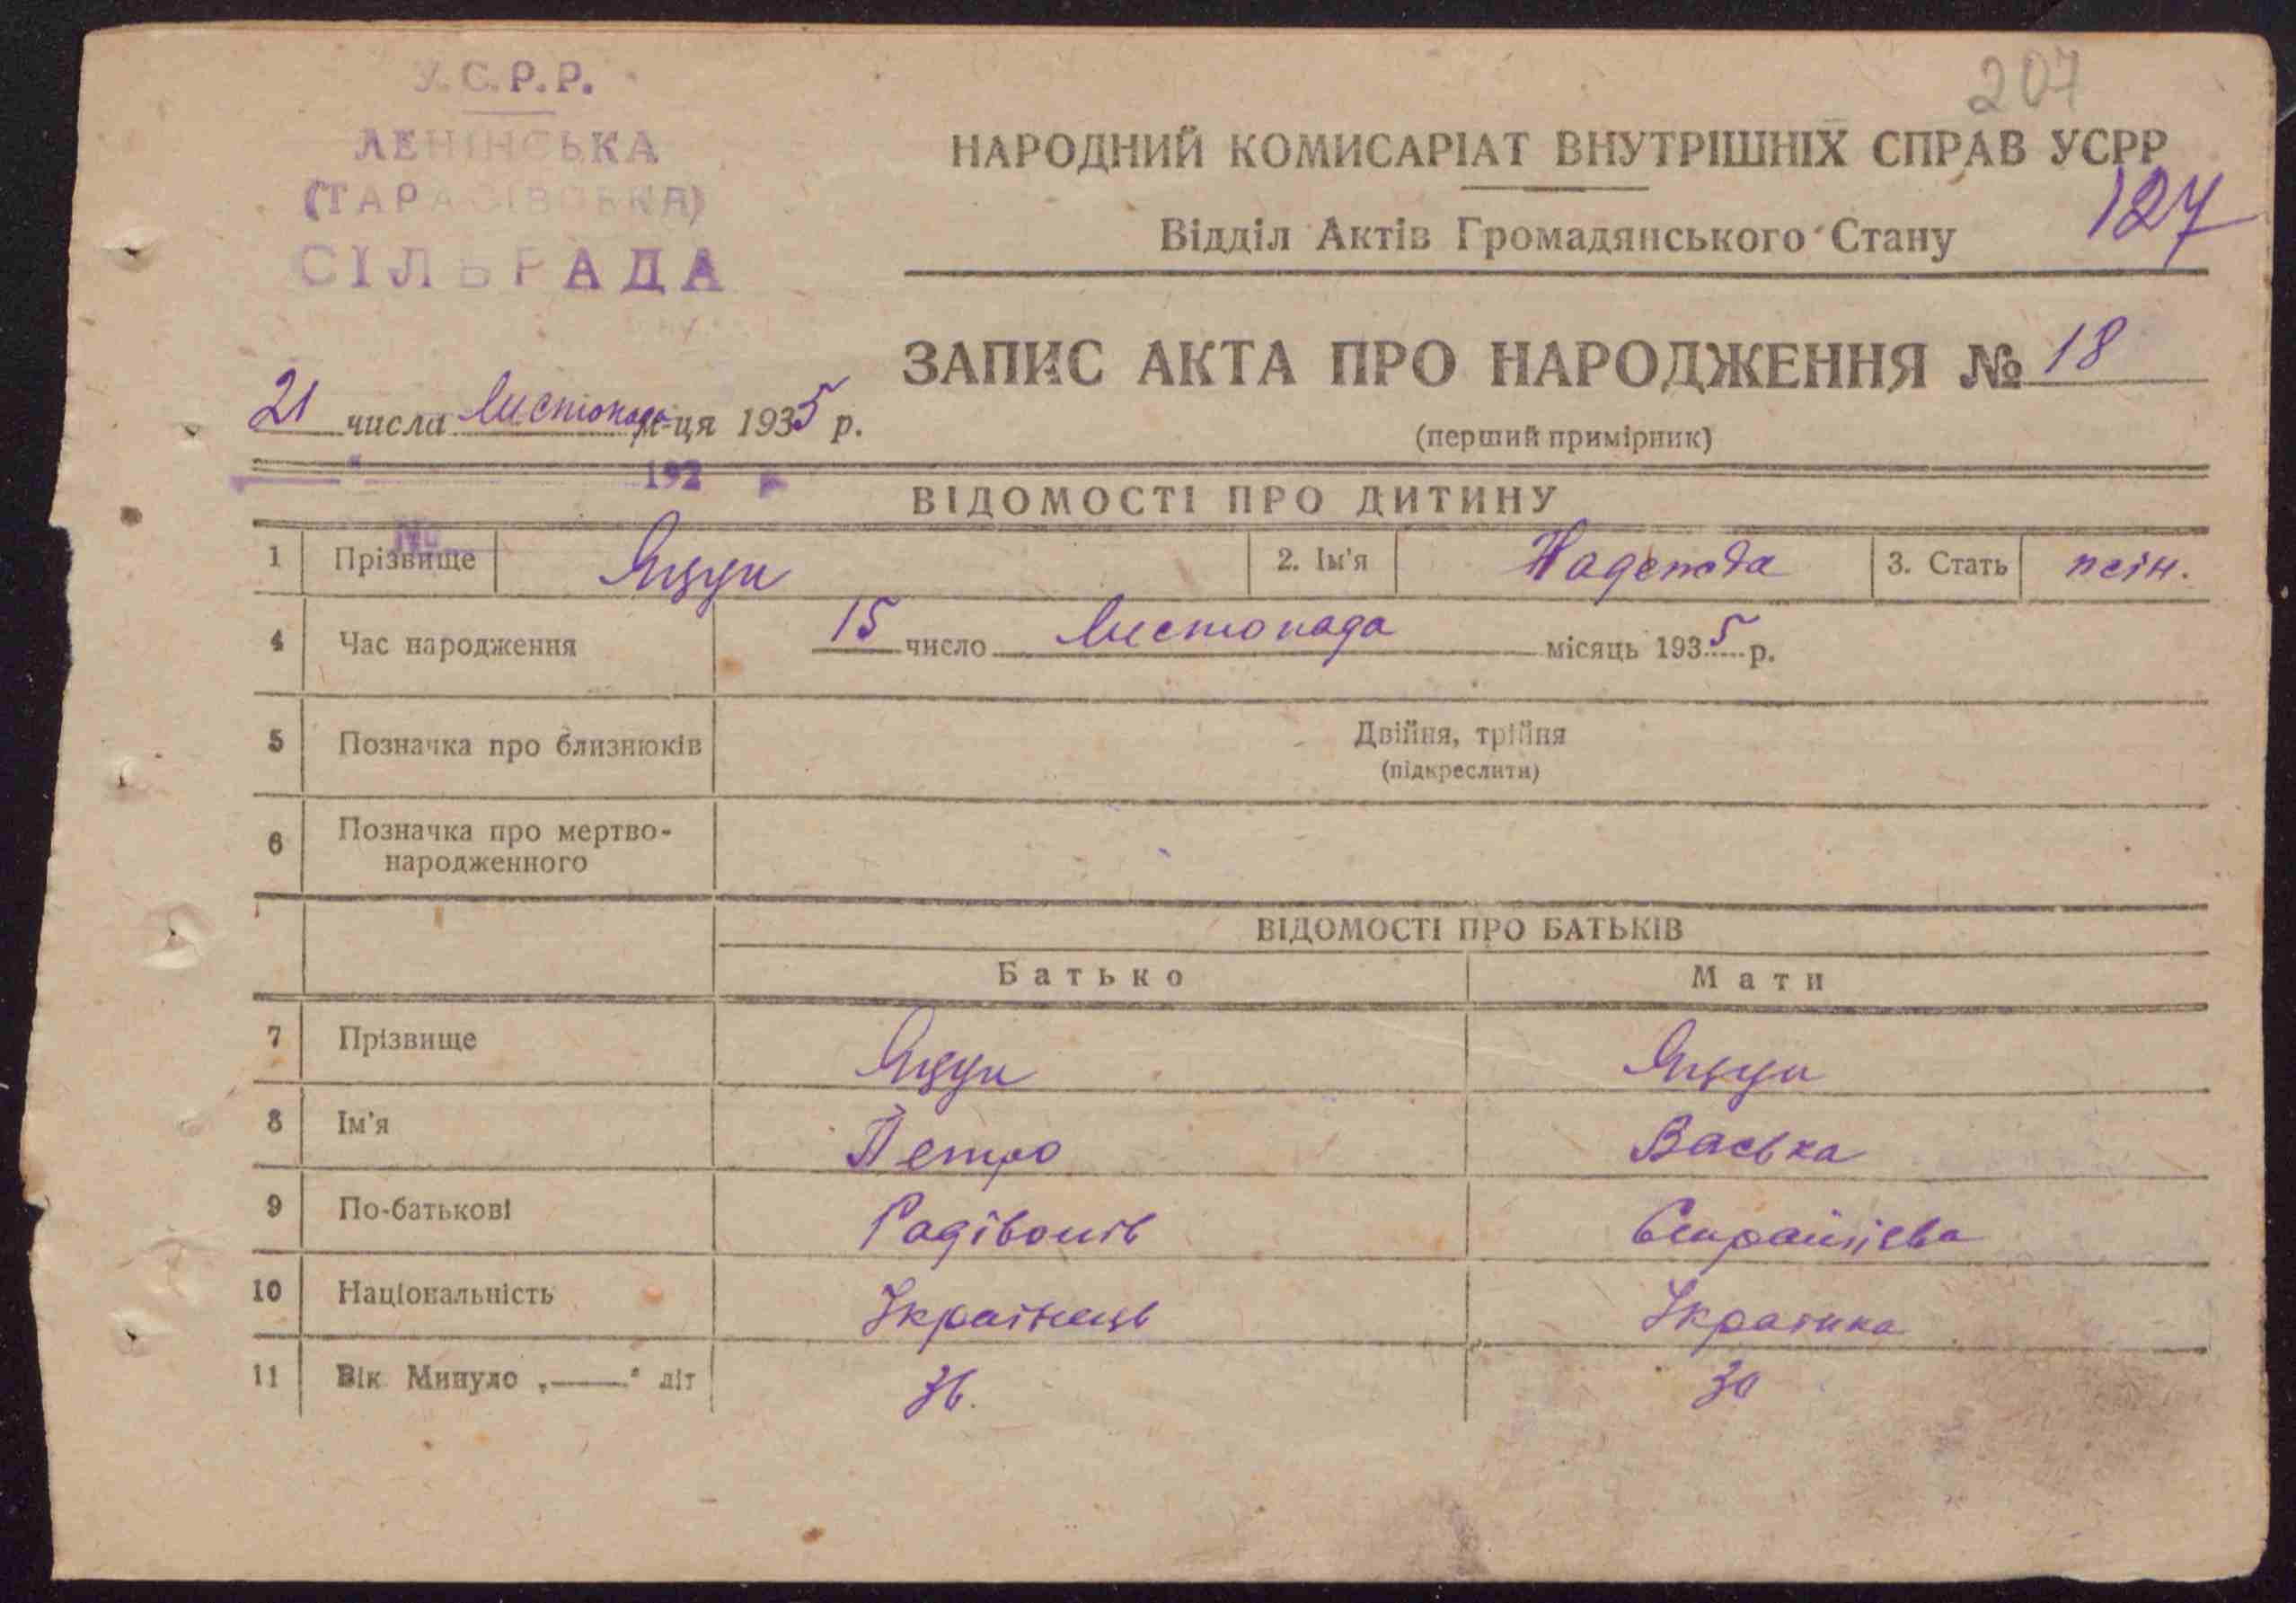 207
У.С.Р.Р.
ЛЕНІНСЬКА
(ТАРАСІВСЬКА)
СІЛЬРАДА
НАРОДНИЙ КОМИСАРІАТ ВНУТРІШНІХ СПРАВ УСРР
127
Відділ Актів Громадянського Стану
ЗАПИС АКТА ПРО НАРОДЖЕННЯ № 18
(перший примірник)
21 числа Листопада м-ця 1935 р.
192 р
ВІДОМОСТІ ПРО ДИТИНУ
№
1 Прізвище Яцун 2. Ім'я Надежда 3. Стать жін.
4 Час народження 15 число Листопада місяць 1935 р.
5 Позначка про близнюків Двійня, трійня
(підкреслити)
6 Позначка про мертво-
народженного
ВІДОМОСТІ ПРО БАТЬКІВ
Батько Мати
7 Прізвище Яцун Яцун
8 Ім'я Петро Васька
9 По-батькові Радівонів
10 Національність Українець Українка
11 Вік Минуло „——" літ 36. 30